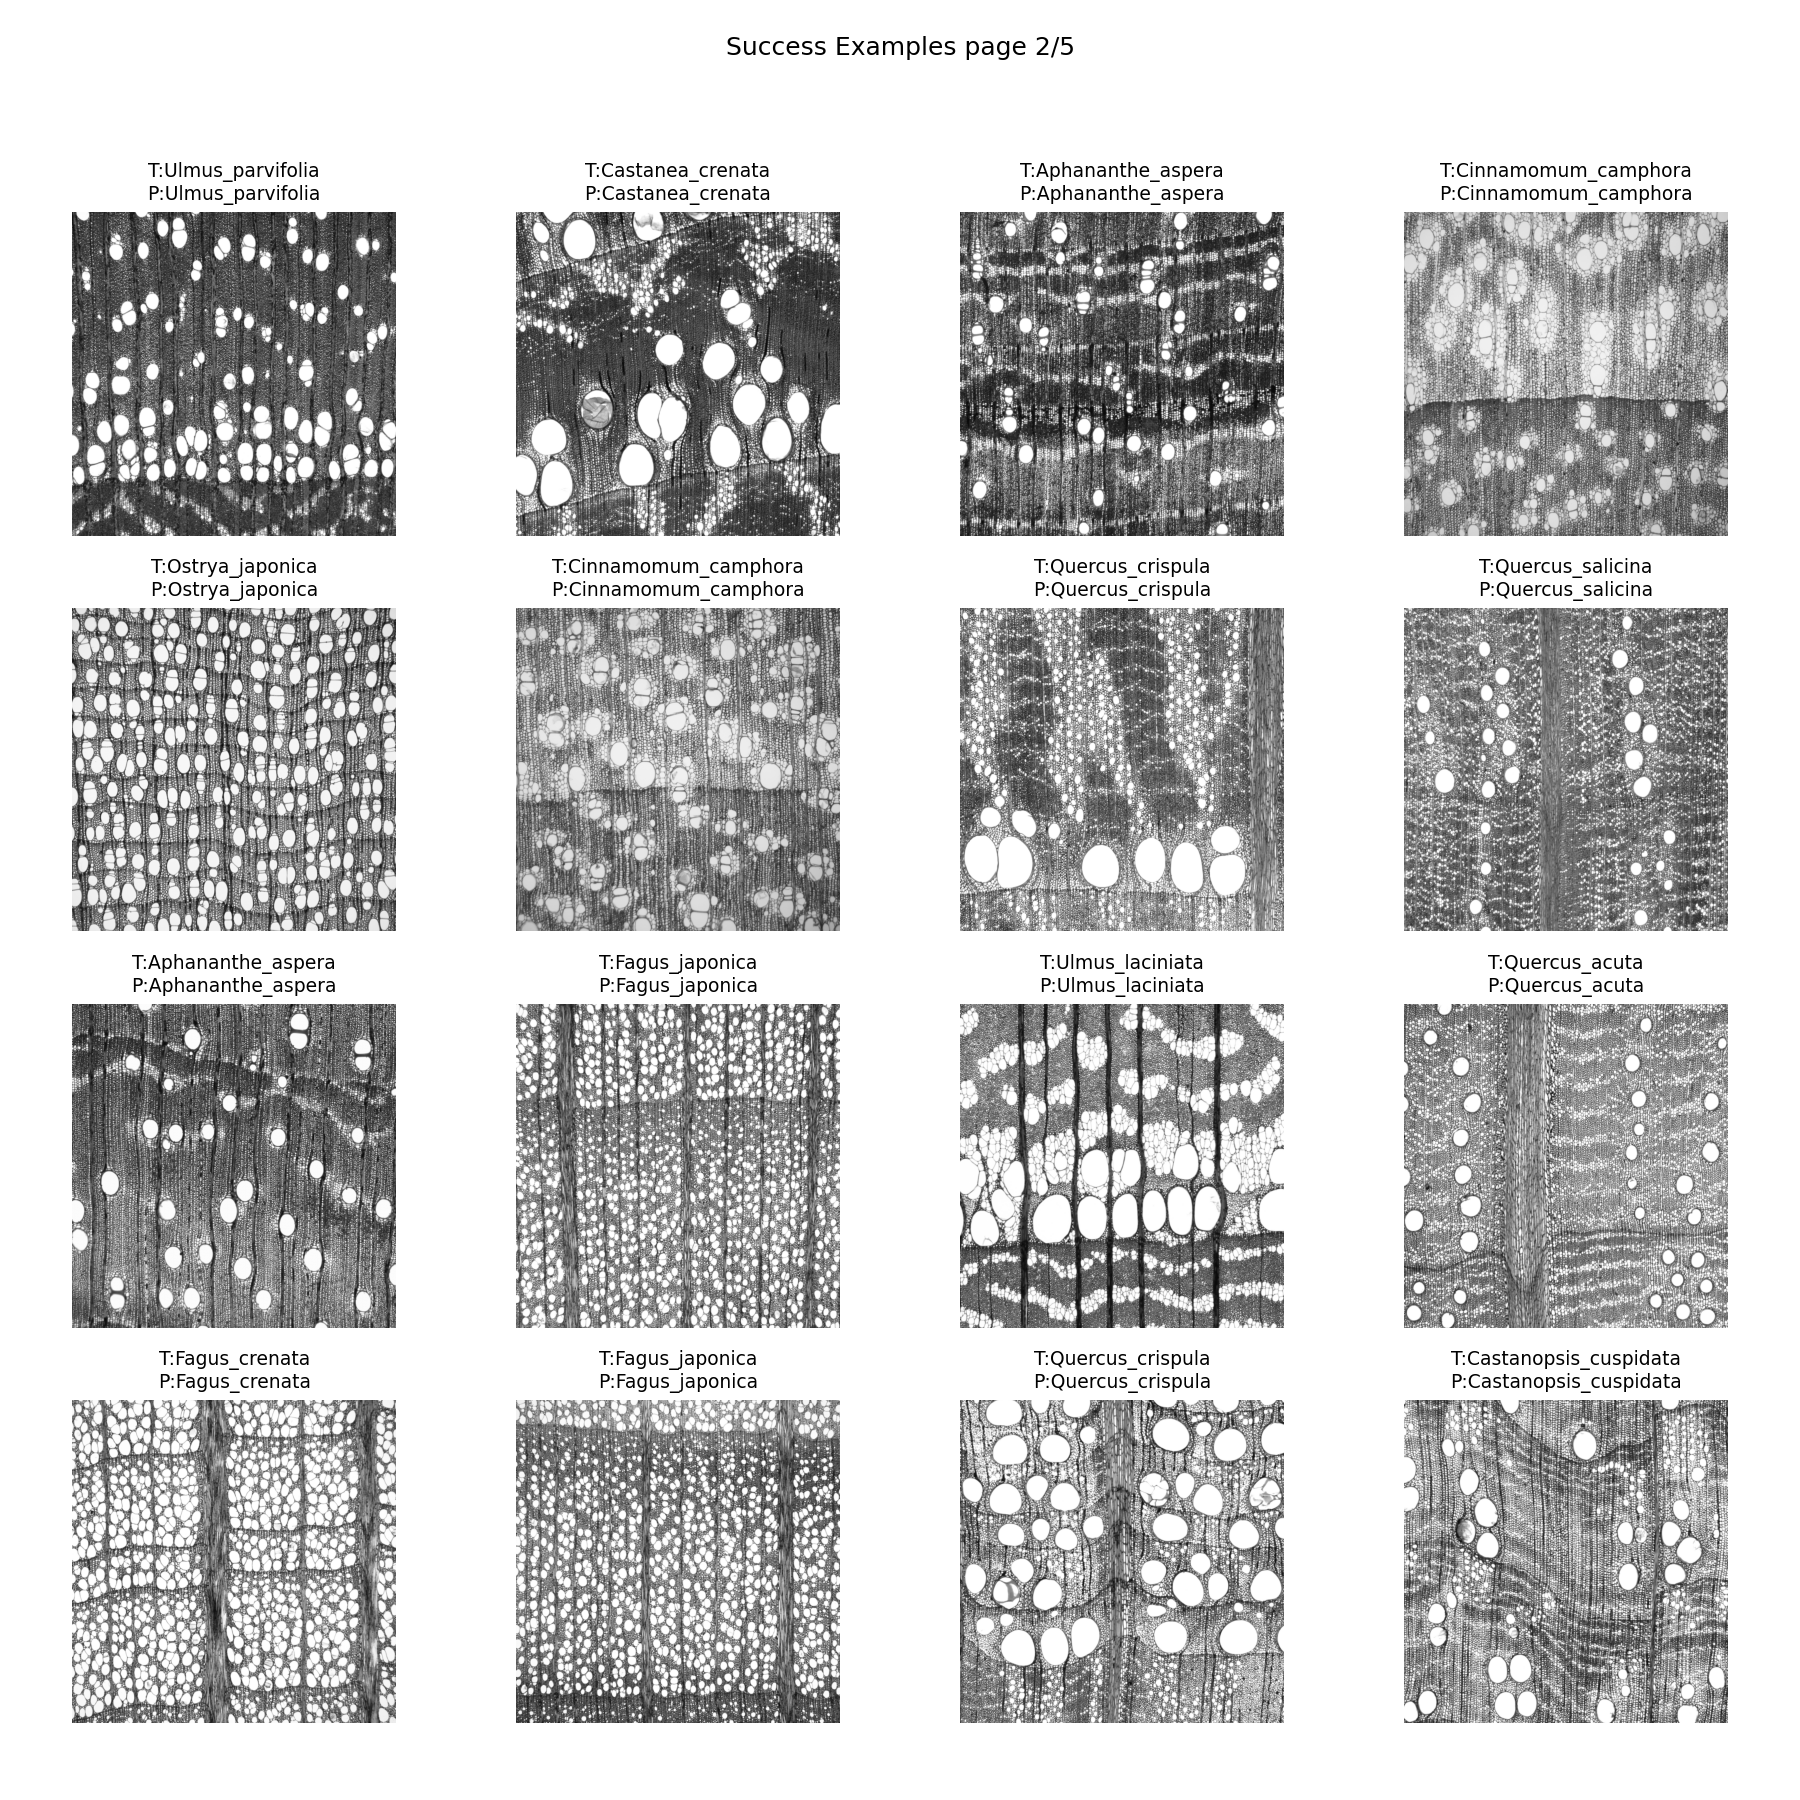 Success Examples page 2/5
T:Ulmus_parvifolia
P:Ulmus_parvifolia
T:Castanea_crenata
P:Castanea_crenata
T:Aphananthe_aspera
P:Aphananthe_aspera
T:Cinnamomum_camphora
P:Cinnamomum_camphora
T:Ostrya_japonica
P:Ostrya_japonica
T:Cinnamomum_camphora
P:Cinnamomum_camphora
T:Quercus_crispula
P:Quercus_crispula
T:Quercus_salicina
P:Quercus_salicina
T:Aphananthe_aspera
P:Aphananthe_aspera
T:Fagus_japonica
P:Fagus_japonica
T:Ulmus_laciniata
P:Ulmus_laciniata
T:Quercus_acuta
P:Quercus_acuta
T:Fagus_crenata
P:Fagus_crenata
T:Fagus_japonica
P:Fagus_japonica
T:Quercus_crispula
P:Quercus_crispula
T:Castanopsis_cuspidata
P:Castanopsis_cuspidata